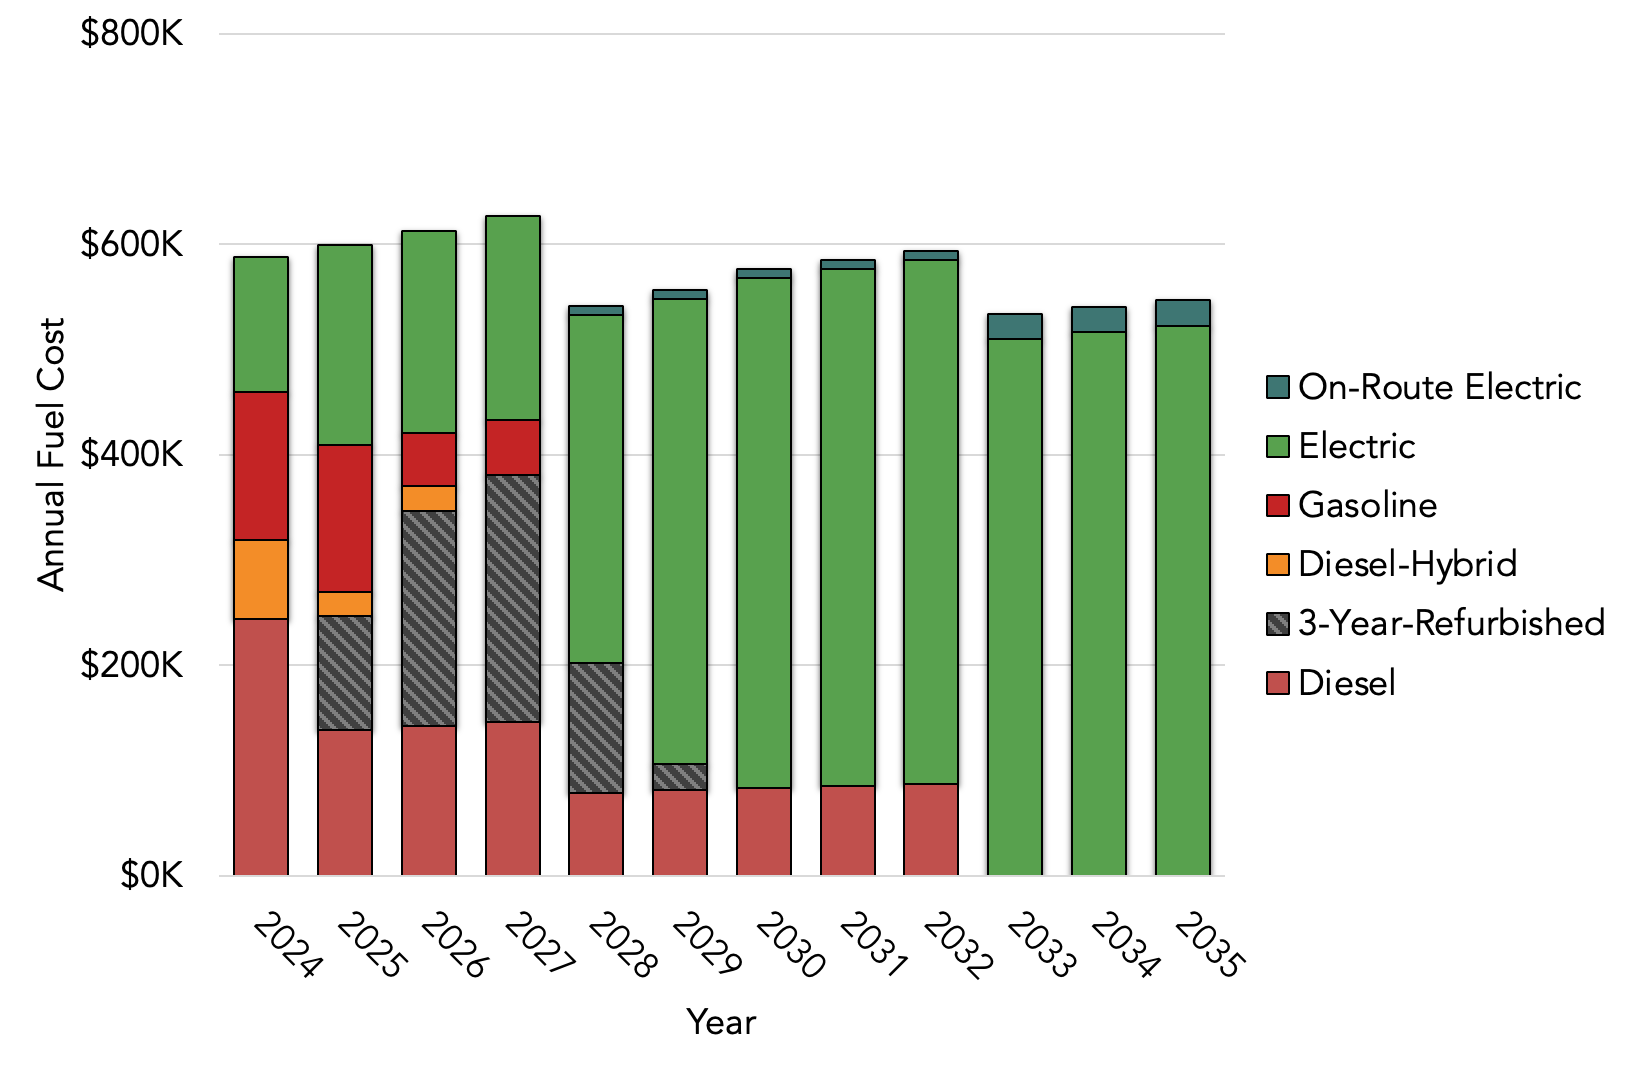 $800K
$600K
$400K
$200K
$0K
Annual Fuel Cost
2024
2025
2026
2027
2028
2029
2030
2031
2032
2033
2034
2035
Year
On-Route Electric
Electric
Gasoline
Diesel-Hybrid
3-Year-Refurbished
Diesel